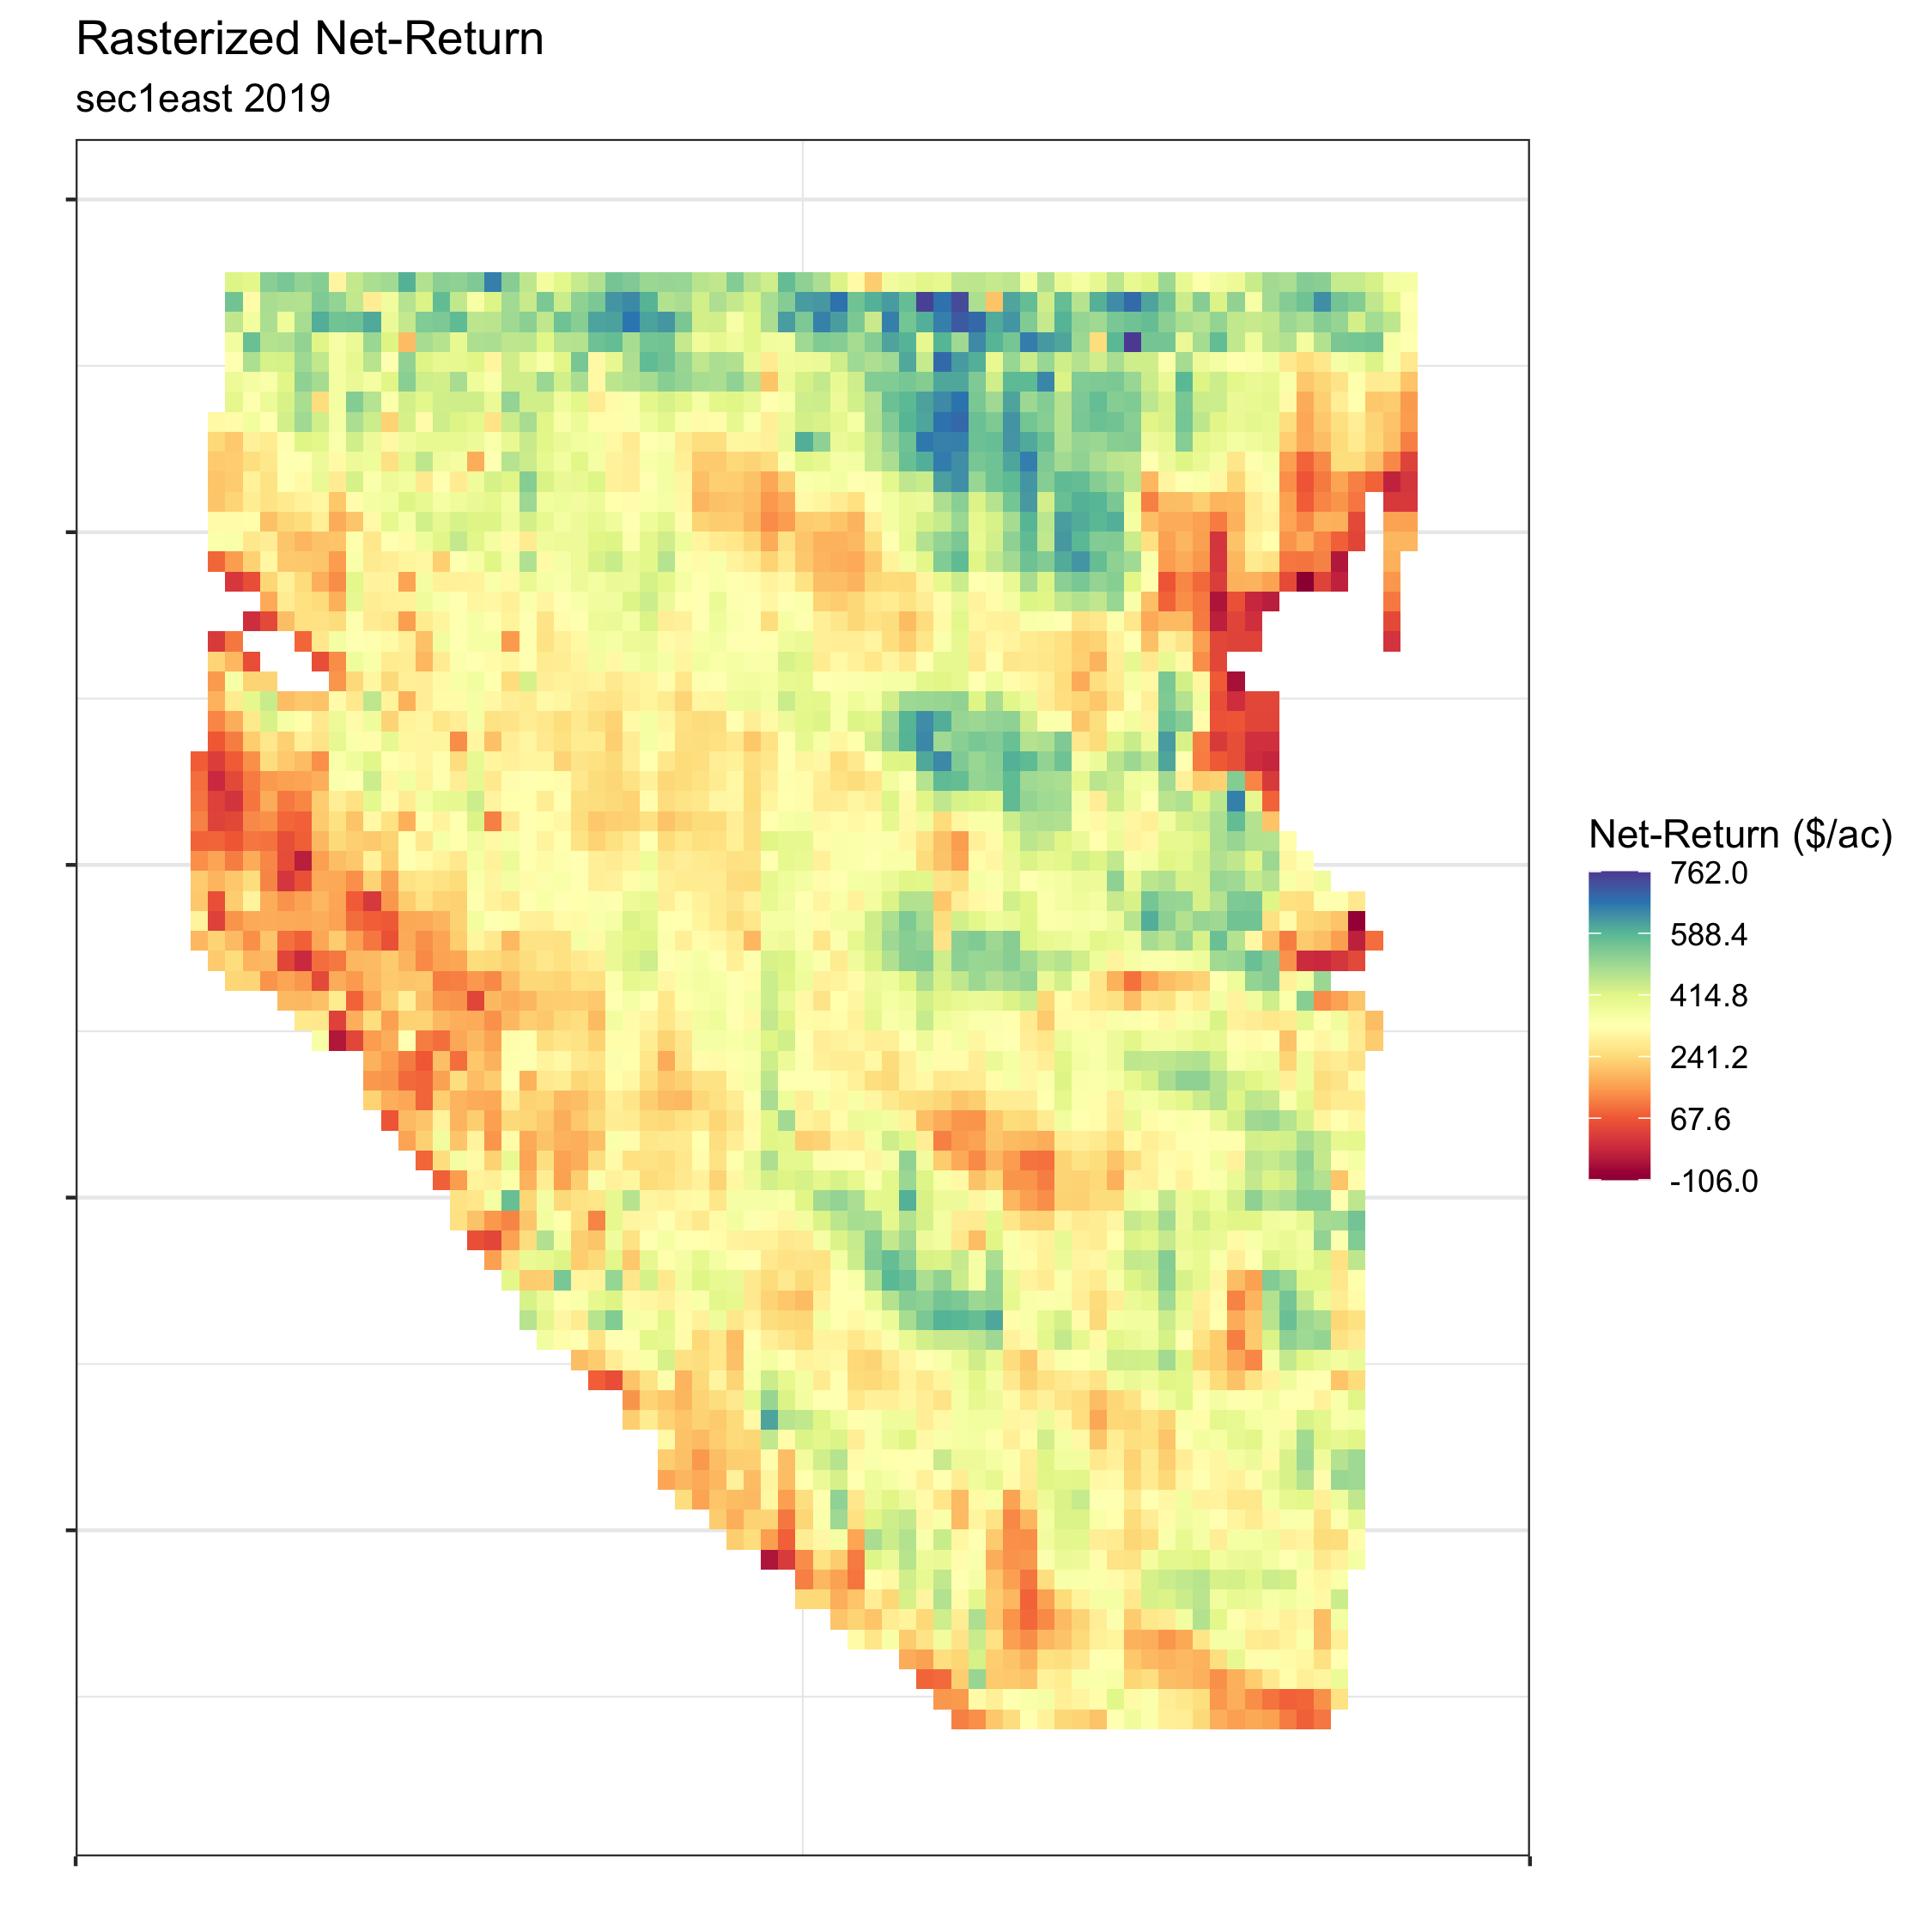 Rasterized Net-Return
sec1east 2019
Net-Return ($/ac)
762.0
588.4
414.8
241.2
67.6
-106.0